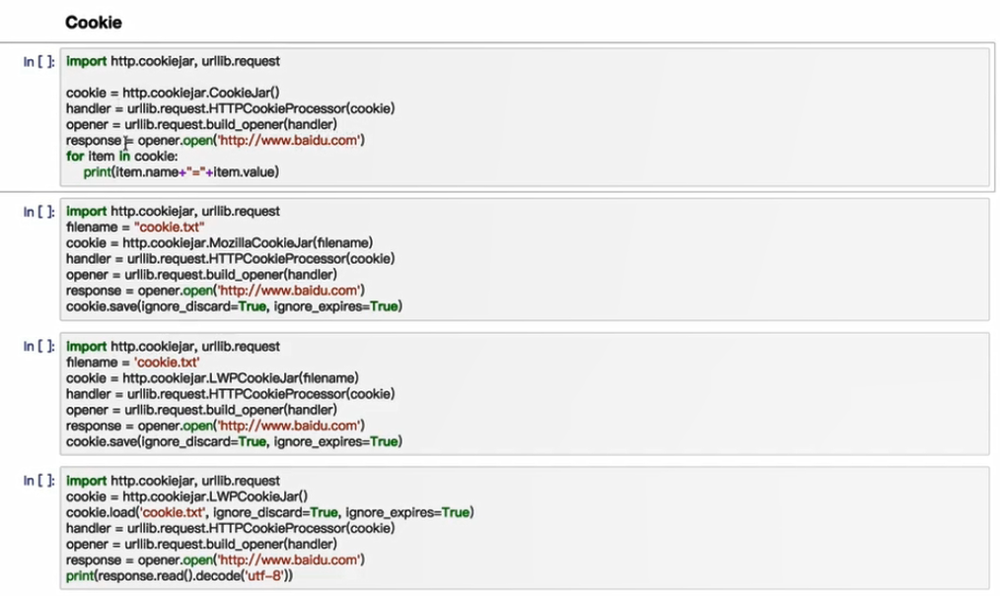 Cookie
In [ ]: import http.cookiejar, urllib.request
cookie = http.cookiejar.CookieJar()
handler = urllib.request.HTTPCookieProcessor(cookie)
opener = urllib.request.build_opener(handler)
response = opener.open('http://www.baidu.com')
for item in cookie:
    print(item.name+"="+item.value)
In [ ]: import http.cookiejar, urllib.request
filename = "cookie.txt"
cookie = http.cookiejar.MozillaCookieJar(filename)
handler = urllib.request.HTTPCookieProcessor(cookie)
opener = urllib.request.build_opener(handler)
response = opener.open('http://www.baidu.com')
cookie.save(ignore_discard=True, ignore_expires=True)
In [ ]: import http.cookiejar, urllib.request
filename = 'cookie.txt'
cookie = http.cookiejar.LWPCookieJar(filename)
handler = urllib.request.HTTPCookieProcessor(cookie)
opener = urllib.request.build_opener(handler)
response = opener.open('http://www.baidu.com')
cookie.save(ignore_discard=True, ignore_expires=True)
In [ ]: import http.cookiejar, urllib.request
cookie = http.cookiejar.LWPCookieJar()
cookie.load('cookie.txt', ignore_discard=True, ignore_expires=True)
handler = urllib.request.HTTPCookieProcessor(cookie)
opener = urllib.request.build_opener(handler)
response = opener.open('http://www.baidu.com')
print(response.read().decode('utf-8'))